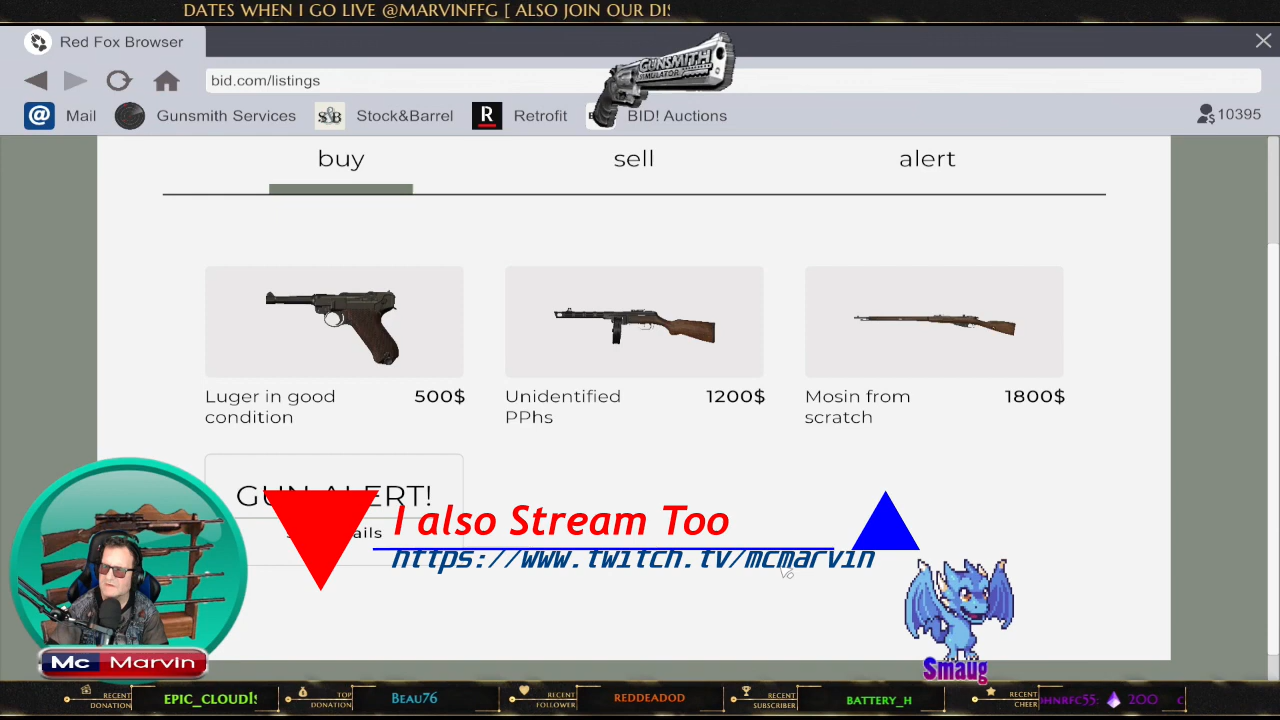 DATES WHEN I GO LIVE @MARVINFFG [ ALSO JOIN OUR DIS
Red Fox Browser
bid.com/listings
GUNSMITH
SIMULATOR
@ Mail
Gunsmith Services
S&B Stock&Barrel
R Retrofit
BID! Auctions
10395
buy
sell
alert
Luger in good condition 500$
Unidentified PPhs 1200$
Mosin from scratch 1800$
GUN ALERT!
I also Stream Too
https://www.twitch.tv/mcmarvin
Mc Marvin
Smaug
RECENT DONATION
EPIC_CLOUD
TOP DONATION
BEAU76
RECENT FOLLOWER
REDDEADOD
RECENT SUBSCRIBER
BATTERY_H
RECENT CHEER
HNRFC55: 200